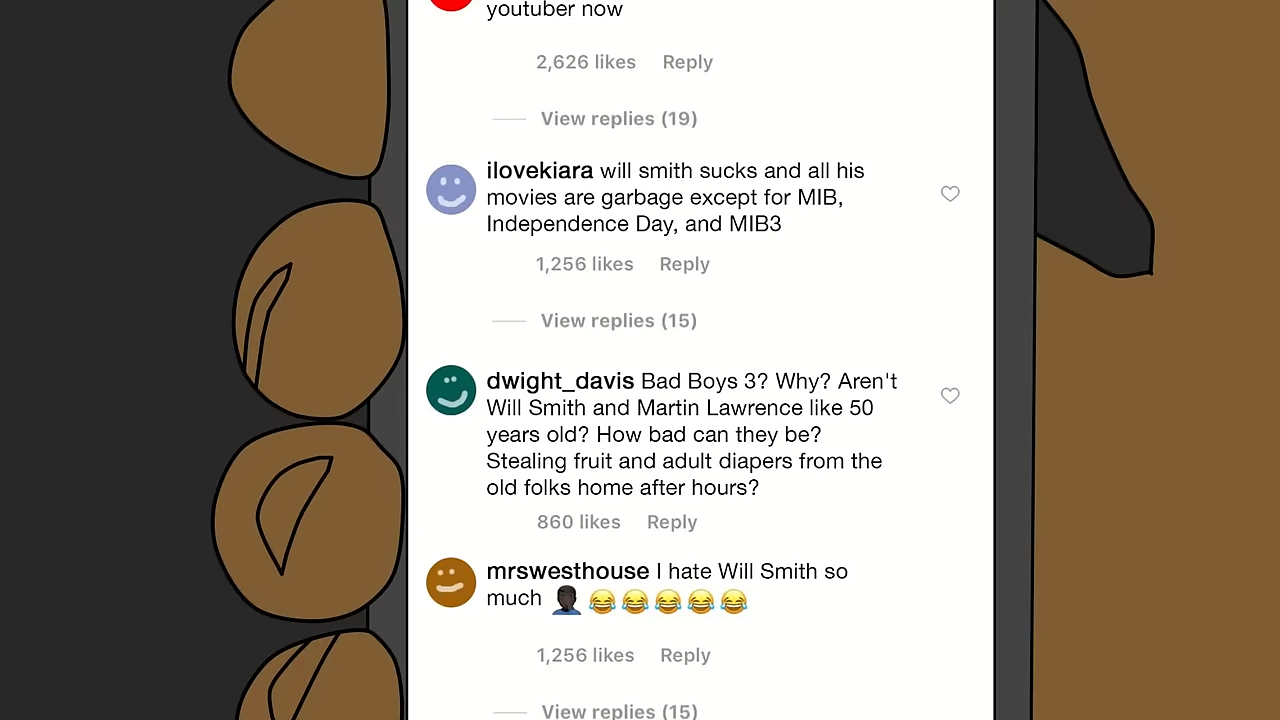 youtuber now
2,626 likes Reply
View replies (19)
ilovekiara will smith sucks and all his
movies are garbage except for MIB,
Independence Day, and MIB3
1,256 likes Reply
View replies (15)
dwight_davis Bad Boys 3? Why? Aren't
Will Smith and Martin Lawrence like 50
years old? How bad can they be?
Stealing fruit and adult diapers from the
old folks home after hours?
860 likes Reply
mrswesthouse I hate Will Smith so
much 🤦🏿‍♂️😂😂😂😂😂
1,256 likes Reply
View replies (15)